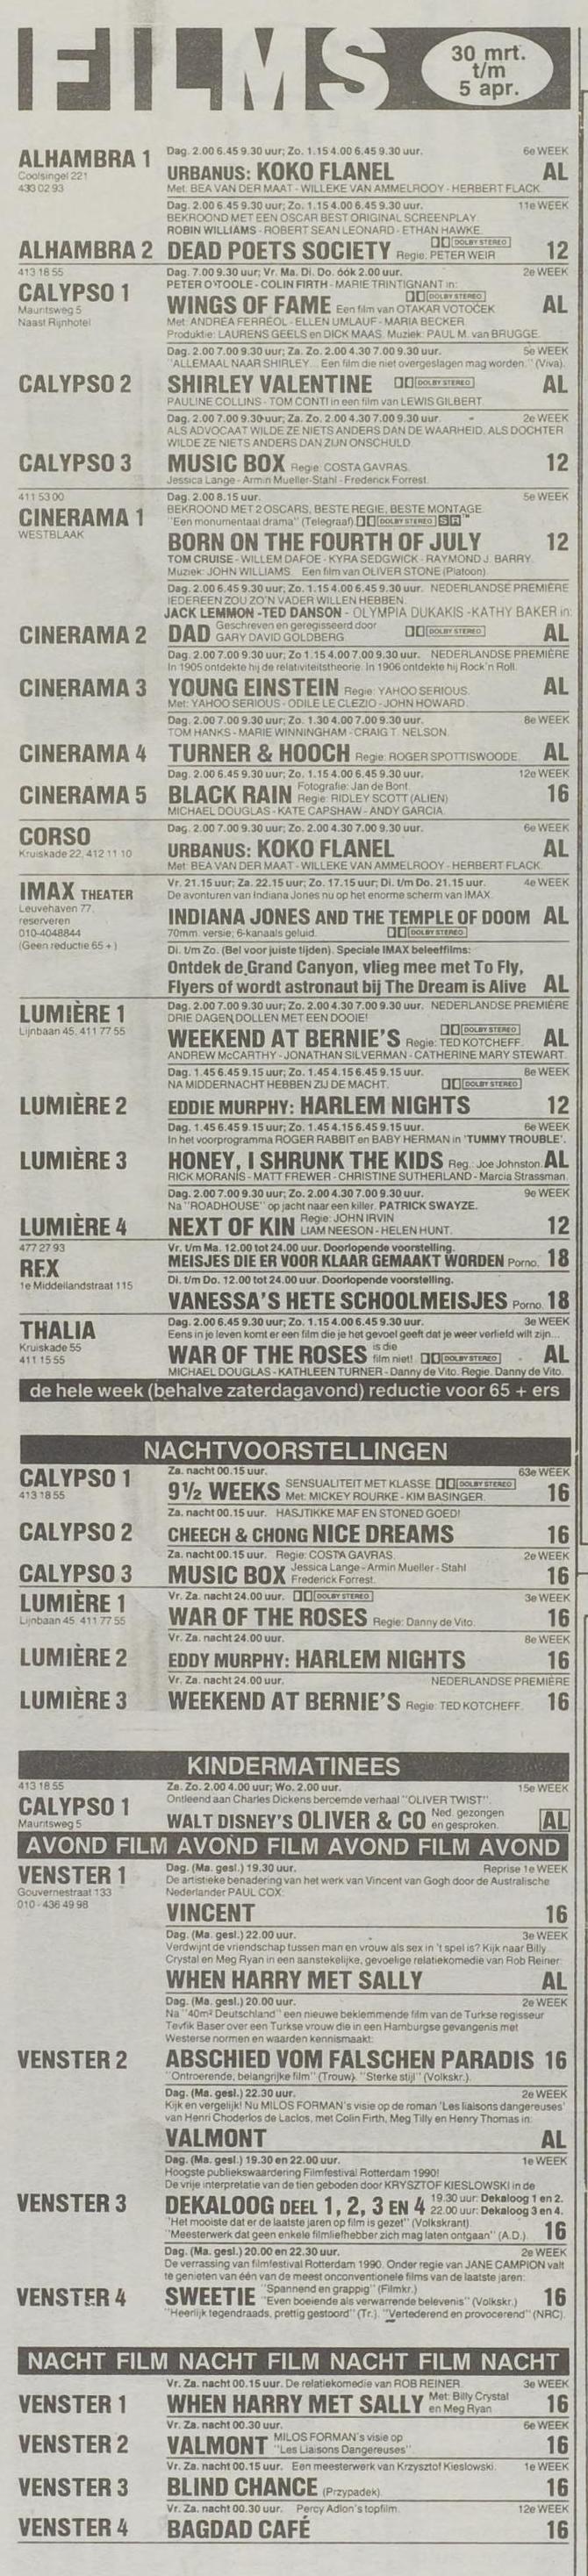 FILMS
30 mrt.
t/m
5 apr.
ALHAMBRA 1
Coolsingel 221
433 02 93
Dag. 2.00 6.45 9.30 uur; Zo. 1.15 4.00 6.45 9.30 uur. 6e WEEK
URBANUS: KOKO FLANEL AL
Met: BEA VAN DER MAAT - WILLEKE VAN AMMELROOY - HERBERT FLACK.
Dag. 2.00 6.45 9.30 uur; Zo. 1.15 4.00 6.45 9.30 uur. 11e WEEK
BEKROOND MET EEN OSCAR BEST ORIGINAL SCREENPLAY
ROBIN WILLIAMS - ROBERT SEAN LEONARD - ETHAN HAWKE.
DOLBY STEREO
ALHAMBRA 2 DEAD POETS SOCIETY Regie: PETER WEIR 12
413 18 55
CALYPSO 1
Mauritsweg 5
Naast Rijnhotel
Dag. 7.00 9.30 uur; Vr. Ma. Di. Do. óók 2.00 uur. 2e WEEK
PETER O'TOOLE - COLIN FIRTH - MARIE TRINTIGNANT in:
DOLBY STEREO
WINGS OF FAME Een film van OTAKAR VOTOČEK AL
Met: ANDREA FERRÉOL - ELLEN UMLAUF - MARIA BECKER.
Produktie: LAURENS GEELS en DICK MAAS. Muziek: PAUL M. van BRUGGE.
Dag. 2.00 7.00 9.30 uur; Za. Zo. 2.00 4.30 7.00 9.30 uur. 5e WEEK
"ALLEMAAL NAAR SHIRLEY... Een film die niet overgeslagen mag worden." (Viva).
CALYPSO 2 SHIRLEY VALENTINE DOLBY STEREO AL
PAULINE COLLINS - TOM CONTI in een film van LEWIS GILBERT.
Dag. 2.00 7.00 9.30 uur; Za. Zo. 2.00 4.30 7.00 9.30 uur. 2e WEEK
ALS ADVOCAAT WILDE ZE NIETS ANDERS DAN DE WAARHEID, ALS DOCHTER
WILDE ZE NIETS ANDERS DAN ZIJN ONSCHULD
CALYPSO 3 MUSIC BOX Regie: COSTA GAVRAS. 12
Jessica Lange - Armin Mueller-Stahl - Frederick Forrest.
411 53 00
CINERAMA 1
WESTBLAAK
Dag. 2.00 8.15 uur. 5e WEEK
BEKROOND MET 2 OSCARS, BESTE REGIE, BESTE MONTAGE
"Een monumentaal drama" (Telegraaf) DOLBY STEREO SR™
BORN ON THE FOURTH OF JULY 12
TOM CRUISE - WILLEM DAFOE - KYRA SEDGWICK - RAYMOND J. BARRY.
Muziek: JOHN WILLIAMS. Een film van OLIVER STONE (Platoon)
Dag. 2.00 6.45 9.30 uur; Zo. 1.15 4.00 6.45 9.30 uur. NEDERLANDSE PREMIÈRE
IEDEREEN ZOU ZO'N VADER WILLEN HEBBEN.
JACK LEMMON - TED DANSON - OLYMPIA DUKAKIS - KATHY BAKER in:
CINERAMA 2 DAD Geschreven en geregisseerd door GARY DAVID GOLDBERG DOLBY STEREO AL
Dag. 2.00 7.00 9.30 uur; Zo 1.15 4.00 7.00 9.30 uur. NEDERLANDSE PREMIÈRE
In 1905 ontdekte hij de relativiteitstheorie. In 1906 ontdekte hij Rock'n Roll.
CINERAMA 3 YOUNG EINSTEIN Regie: YAHOO SERIOUS. AL
Met: YAHOO SERIOUS - ODILE LE CLEZIO - JOHN HOWARD.
Dag. 2.00 7.00 9.30 uur; Zo. 1.30 4.00 7.00 9.30 uur. 8e WEEK
TOM HANKS - MARIE WINNINGHAM - CRAIG T. NELSON.
CINERAMA 4 TURNER & HOOCH Regie: ROGER SPOTTISWOODE. AL
Dag. 2.00 6.45 9.30 uur; Zo. 1.15 4.00 6.45 9.30 uur. 12e WEEK
CINERAMA 5 BLACK RAIN Fotografie: Jan de Bont. Regie: RIDLEY SCOTT (ALIEN) 16
MICHAEL DOUGLAS - KATE CAPSHAW - ANDY GARCIA.
CORSO
Kruiskade 22, 412 11 10
Dag. 2.00 7.00 9.30 uur; Zo. 2.00 4.30 7.00 9.30 uur. 6e WEEK
URBANUS: KOKO FLANEL AL
Met: BEA VAN DER MAAT - WILLEKE VAN AMMELROOY - HERBERT FLACK.
IMAX THEATER
Leuvehaven 77
reserveren
010-4048844
(Geen reductie 65 +)
Vr. 21.15 uur; Za. 22.15 uur; Zo. 17.15 uur; Di. t/m Do. 21.15 uur. 4e WEEK
De avonturen van Indiana Jones nu op het enorme scherm van IMAX.
INDIANA JONES AND THE TEMPLE OF DOOM AL
70mm. versie; 6-kanaals geluid. DOLBY STEREO
Di. t/m Zo. (Bel voor juiste tijden). Speciale IMAX beleeffilms:
Ontdek de Grand Canyon, vlieg mee met To Fly,
Flyers of wordt astronaut bij The Dream is Alive AL
LUMIÈRE 1
Lijnbaan 45, 411 77 55
Dag. 2.00 7.00 9.30 uur; Zo. 2.00 4.30 7.00 9.30 uur. NEDERLANDSE PREMIÈRE
DRIE DAGEN DOLLEN MET EEN DOOIE!
DOLBY STEREO
WEEKEND AT BERNIE'S Regie: TED KOTCHEFF. AL
ANDREW McCARTHY - JONATHAN SILVERMAN - CATHERINE MARY STEWART.
Dag. 1.45 6.45 9.15 uur; Zo. 1.45 4.15 6.45 9.15 uur. 8e WEEK
NA MIDDERNACHT HEBBEN ZIJ DE MACHT. DOLBY STEREO
LUMIÈRE 2 EDDIE MURPHY: HARLEM NIGHTS 12
Dag. 1.45 6.45 9.15 uur; Zo. 1.45 4.15 6.45 9.15 uur. 6e WEEK
In het voorprogramma ROGER RABBIT en BABY HERMAN in 'TUMMY TROUBLE'.
LUMIÈRE 3 HONEY, I SHRUNK THE KIDS Reg.: Joe Johnston. AL
RICK MORANIS - MATT FREWER - CHRISTINE SUTHERLAND - Marcia Strassman.
Dag. 2.00 7.00 9.30 uur; Zo. 2.00 4.30 7.00 9.30 uur. 9e WEEK
Na "ROADHOUSE" op jacht naar een killer. PATRICK SWAYZE.
LUMIÈRE 4 NEXT OF KIN Regie: JOHN IRVIN LIAM NEESON - HELEN HUNT. 12
477 27 93
REX
1e Middellandstraat 115
Vr. t/m Ma. 12.00 tot 24.00 uur. Doorlopende voorstelling.
MEISJES DIE ER VOOR KLAAR GEMAAKT WORDEN Porno. 18
Di. t/m Do. 12.00 tot 24.00 uur. Doorlopende voorstelling.
VANESSA'S HETE SCHOOLMEISJES Porno. 18
THALIA
Kruiskade 55
411 15 55
Dag. 2.00 6.45 9.30 uur; Zo. 1.15 4.00 6.45 9.30 uur. 3e WEEK
Eens in je leven komt er een film die je het gevoel geeft dat je weer verliefd wilt zijn...
WAR OF THE ROSES is die film niet! DOLBY STEREO AL
MICHAEL DOUGLAS - KATHLEEN TURNER - Danny de Vito. Regie: Danny de Vito.
de hele week (behalve zaterdagavond) reductie voor 65 + ers
NACHTVOORSTELLINGEN
CALYPSO 1
413 18 55
Za. nacht 00.15 uur. 63e WEEK
9½ WEEKS SENSUALITEIT MET KLASSE DOLBY STEREO Met: MICKEY ROURKE - KIM BASINGER. 16
Za. nacht 00.15 uur. HASJTIKKE MAF EN STONED GOED!
CALYPSO 2 CHEECH & CHONG NICE DREAMS 16
Za. nacht 00.15 uur. Regie: COSTA GAVRAS. 2e WEEK
CALYPSO 3 MUSIC BOX Jessica Lange - Armin Mueller - Stahl Frederick Forrest. 16
LUMIÈRE 1
Lijnbaan 45, 411 77 55
Vr. Za. nacht 24.00 uur. DOLBY STEREO 3e WEEK
WAR OF THE ROSES Regie: Danny de Vito. 16
Vr. Za. nacht 24.00 uur. 8e WEEK
LUMIÈRE 2 EDDY MURPHY: HARLEM NIGHTS 16
Vr. Za. nacht 24.00 uur. NEDERLANDSE PREMIÈRE
LUMIÈRE 3 WEEKEND AT BERNIE'S Regie: TED KOTCHEFF. 16
KINDERMATINEES
413 18 55
CALYPSO 1
Mauritsweg 5
Za. Zo. 2.00 4.00 uur; Wo. 2.00 uur. 15e WEEK
Ontleend aan Charles Dickens beroemde verhaal "OLIVER TWIST".
WALT DISNEY'S OLIVER & CO Ned. gezongen en gesproken. AL
AVOND FILM AVOND FILM AVOND FILM AVOND
VENSTER 1
Gouvernestraat 133
010 - 436 49 98
Dag. (Ma. gesl.) 19.30 uur. Reprise 1e WEEK
De artistieke benadering van het werk van Vincent van Gogh door de Australische
Nederlander PAUL COX:
VINCENT 16
Dag. (Ma. gesl.) 22.00 uur. 3e WEEK
Verdwijnt de vriendschap tussen man en vrouw als sex in 't spel is? Kijk naar Billy
Crystal en Meg Ryan in een aanstekelijke, gevoelige relatiekomedie van Rob Reiner:
WHEN HARRY MET SALLY AL
Dag. (Ma. gesl.) 20.00 uur. 2e WEEK
Na "40m² Deutschland" een nieuwe beklemmende film van de Turkse regisseur
Tevfik Baser over een Turkse vrouw die in een Hamburgse gevangenis met
Westerse normen en waarden kennismaakt:
VENSTER 2 ABSCHIED VOM FALSCHEN PARADIS 16
"Ontroerende, belangrijke film" (Trouw). "Sterke stijl" (Volkskr.).
Dag. (Ma. gesl.) 22.30 uur. 2e WEEK
Kijk en vergelijk! Nu MILOS FORMAN's visie op de roman 'Les liaisons dangereuses'
van Henri Choderlos de Laclos, met Colin Firth, Meg Tilly en Henry Thomas in:
VALMONT AL
Dag. (Ma. gesl.) 19.30 en 22.00 uur. 1e WEEK
Hoogste publiekswaardering Filmfestival Rotterdam 1990!
De vrije interpretatie van de tien geboden door KRYSZTOF KIESLOWSKI in de
VENSTER 3 DEKALOOG DEEL 1, 2, 3 EN 4 19.30 uur: Dekaloog 1 en 2. 22.00 uur: Dekaloog 3 en 4.
"Het mooiste dat er de laatste jaren op film is gezet" (Volkskrant). 16
"Meesterwerk dat geen enkele filmliefhebber zich mag laten ontgaan" (A.D.).
Dag. (Ma. gesl.) 20.00 en 22.30 uur. 2e WEEK
De verrassing van filmfestival Rotterdam 1990. Onder regie van JANE CAMPION valt
te genieten van één van de meest onconventionele films van de laatste jaren:
VENSTER 4 SWEETIE "Spannend en grappig" (Filmkr.) "Even boeiende als verwarrende belevenis" (Volkskr.) 16
"Heerlijk tegendraads, prettig gestoord" (Tr.). "Vertederend en provocerend" (NRC).
NACHT FILM NACHT FILM NACHT FILM NACHT
Vr. Za. nacht 00.15 uur. De relatiekomedie van ROB REINER 3e WEEK
VENSTER 1 WHEN HARRY MET SALLY Met: Billy Crystal en Meg Ryan 16
Vr. Za. nacht 00.30 uur. 6e WEEK
VENSTER 2 VALMONT MILOS FORMAN's visie op "Les Liaisons Dangereuses" 16
Vr. Za. nacht 00.15 uur. Een meesterwerk van Krzysztof Kieslowski. 1e WEEK
VENSTER 3 BLIND CHANCE (Przypadek). 16
Vr. Za. nacht 00.30 uur. Percy Adlon's topfilm. 12e WEEK
VENSTER 4 BAGDAD CAFÉ 16